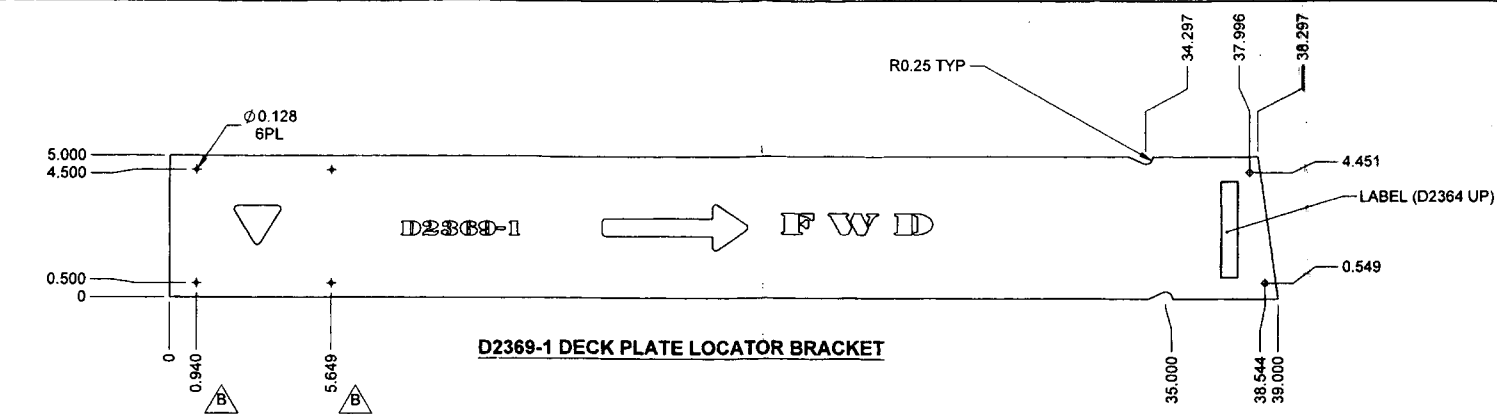 34.297
37.996
38.297
R0.25 TYP
Ø0.128
6PL
5.000
4.500
4.451
LABEL (D2364 UP)
D2369-1
FWD
0.500
0
0.549
D2369-1 DECK PLATE LOCATOR BRACKET
0
0.940
B
5.649
B
35.000
38.544
39.000